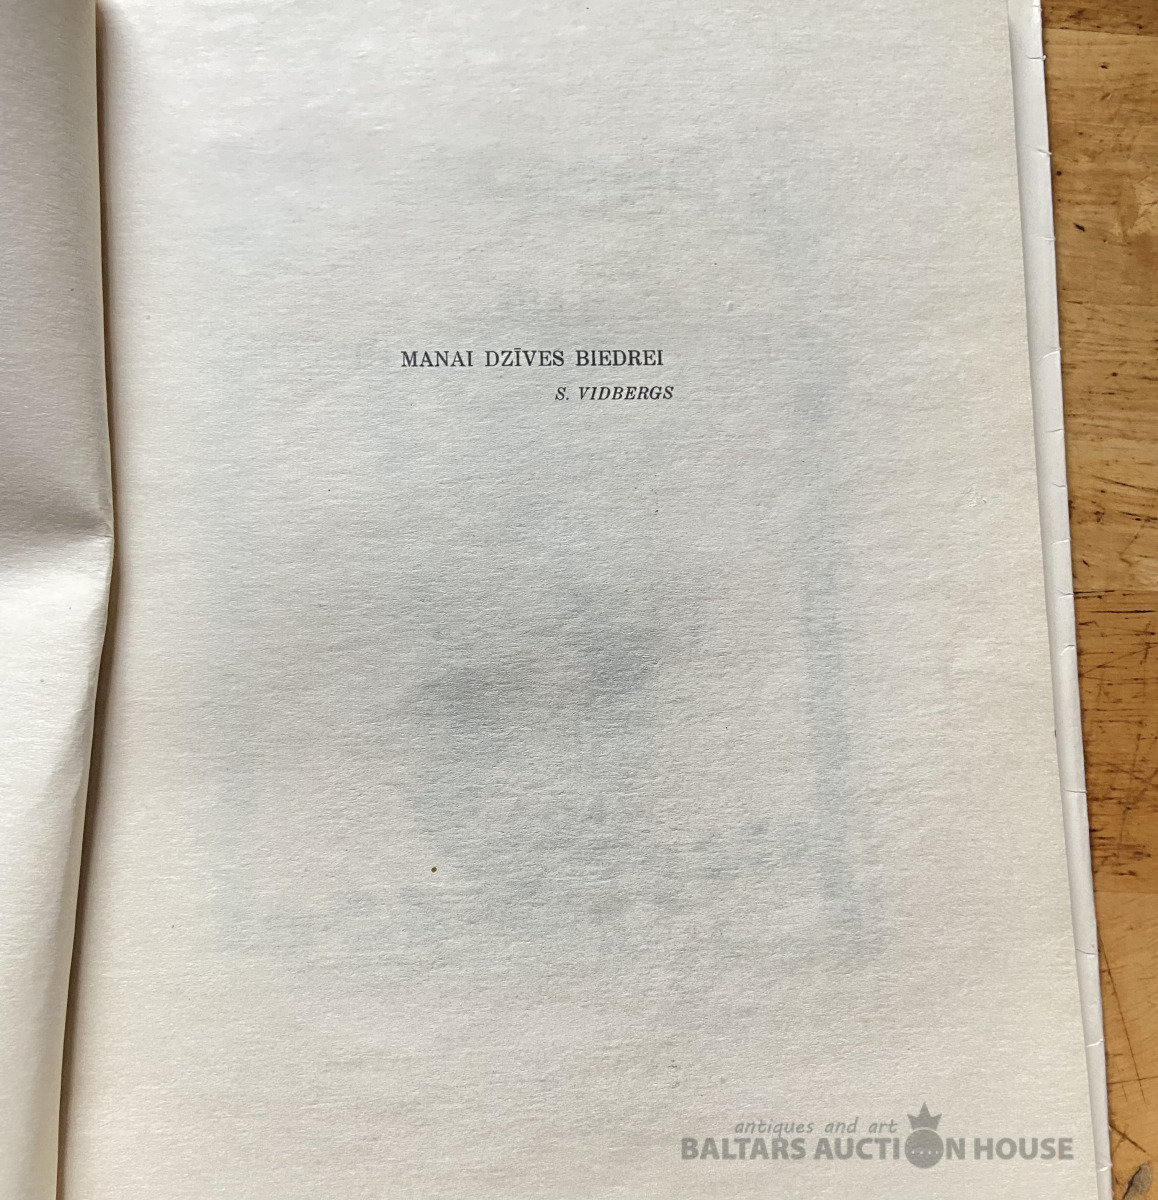 MANAI DZĪVES BIEDREI
S. VIDBERGS
antiques and art
BALTARS AUCTION HOUSE